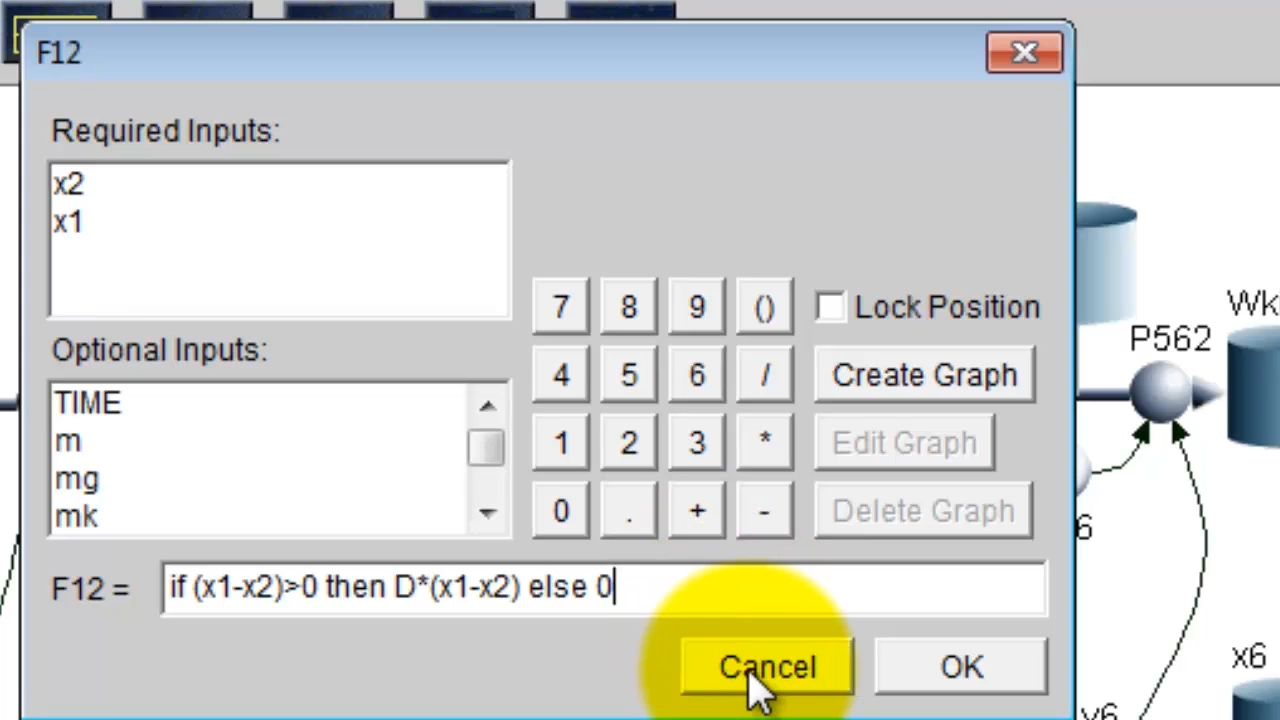 F12
Required Inputs:
x2
x1
7 8 9 () Lock Position
Optional Inputs:
4 5 6 / Create Graph
TIME
m
mg
mk
1 2 3 * Edit Graph
0 . + - Delete Graph
F12 = if (x1-x2)>0 then D*(x1-x2) else 0
Cancel OK
P562
6
x6